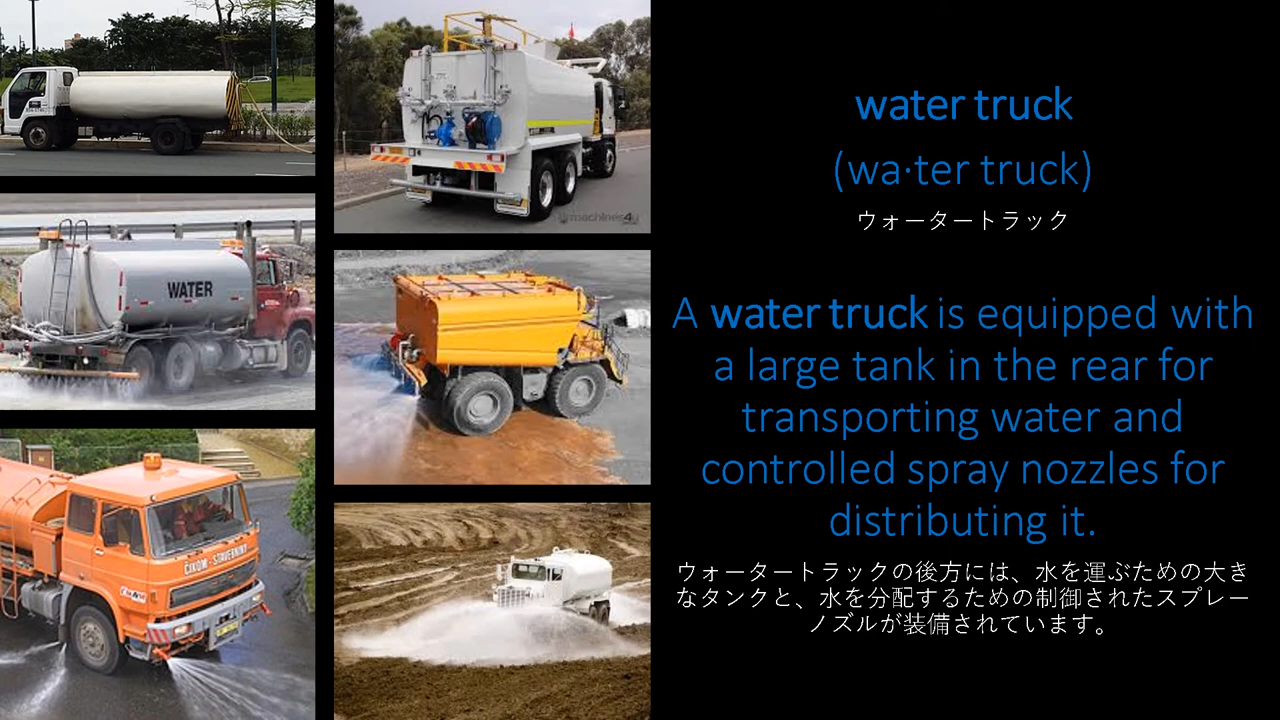 water truck
(wa·ter truck)
ウォータートラック
A water truck is equipped with
a large tank in the rear for
transporting water and
controlled spray nozzles for
distributing it.
ウォータートラックの後方には、水を運ぶための大き
なタンクと、水を分配するための制御されたスプレー
ノズルが装備されています。
WATER
ČIKOM - STAVEBNINY
machines4u